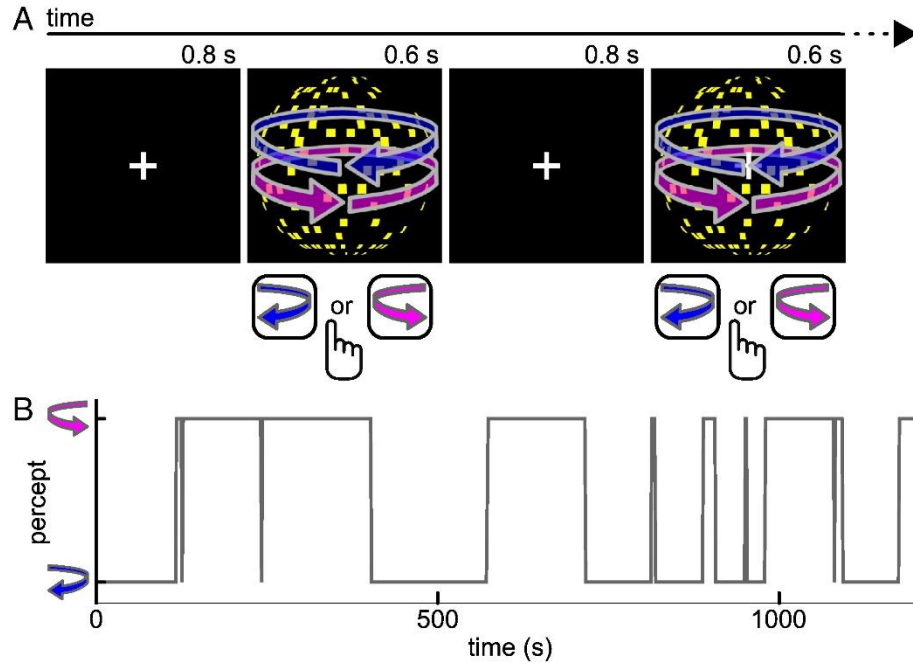 A
time
0.8 s 0.6 s 0.8 s 0.6 s
or or
B
percept
0 500 1000
time (s)